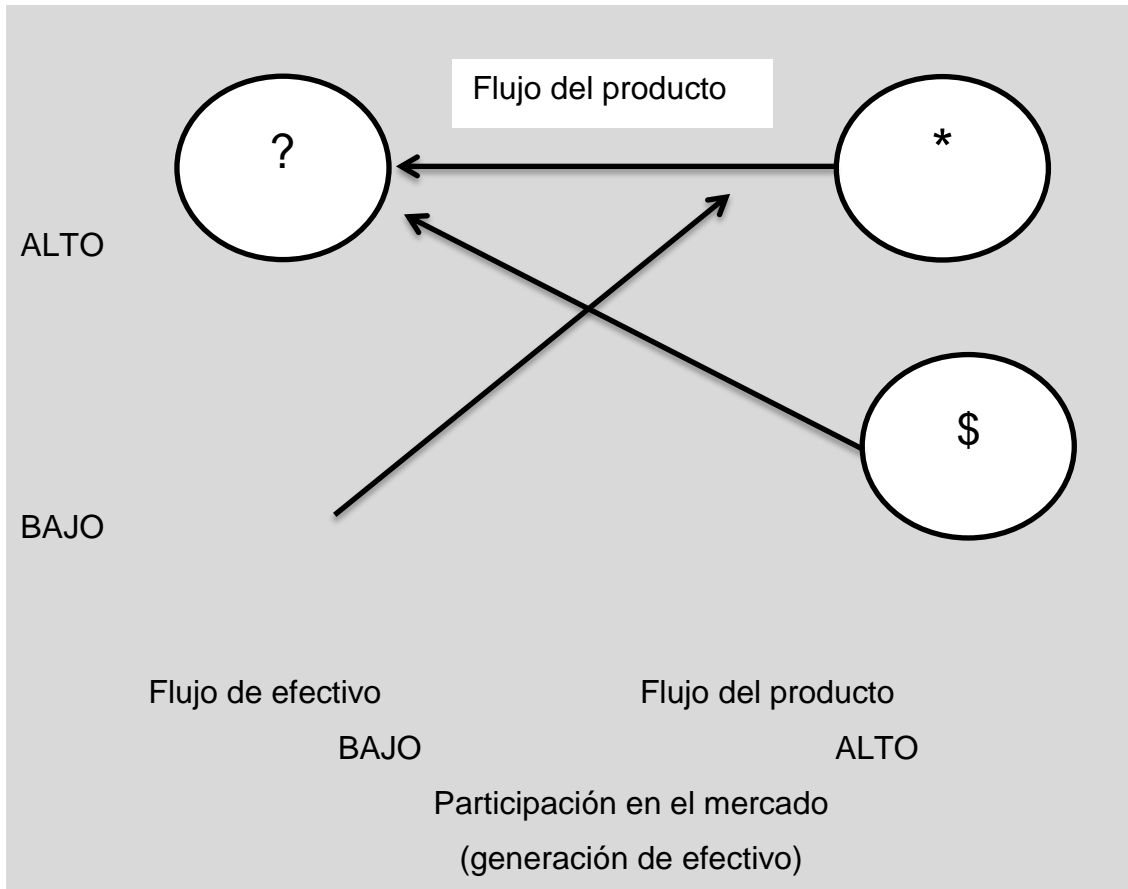 Flujo del producto
? *
ALTO
$
BAJO
Flujo de efectivo Flujo del producto
BAJO ALTO
Participación en el mercado
(generación de efectivo)